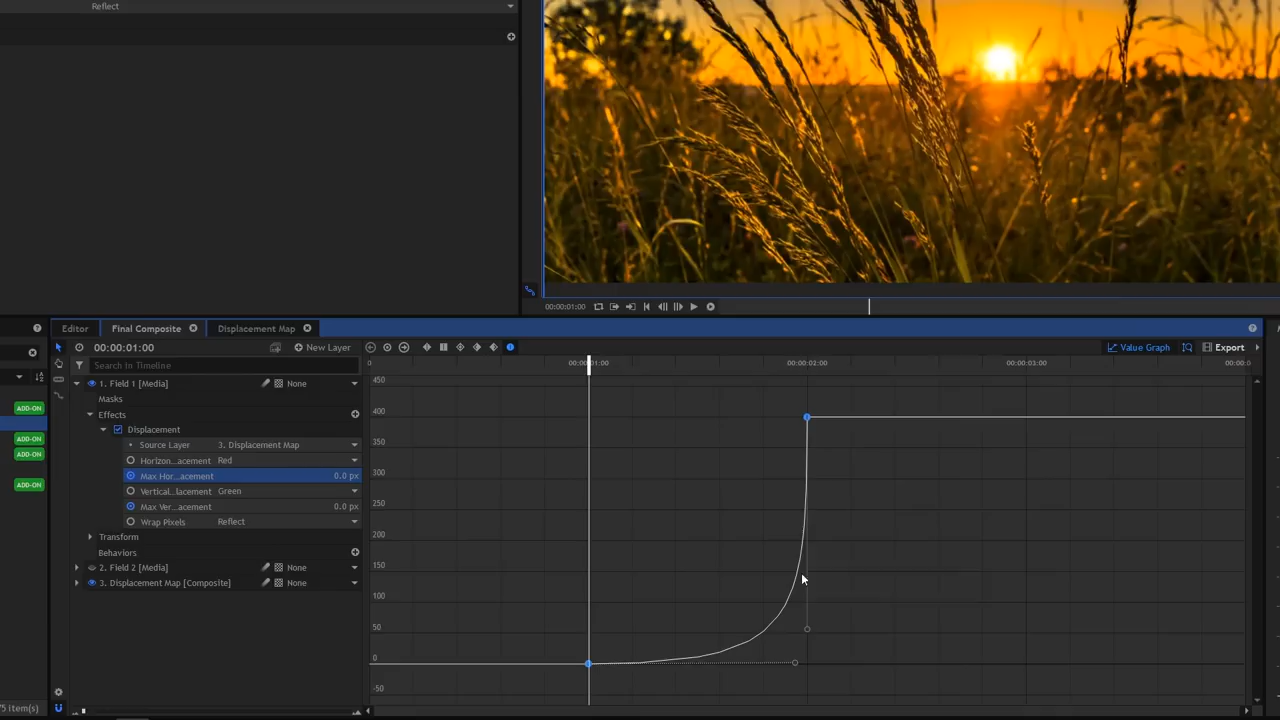 Reflect
00:00:01:00
Editor
Final Composite
Displacement Map
00:00:01:00
New Layer
Value Graph
Export
Search in Timeline
0
00:00:01:00
00:00:02:00
00:00:03:00
00:00:0
1. Field 1 [Media]
None
Masks
Effects
Displacement
Source Layer
3. Displacement Map
Horizon...acement
Red
Max Hor...acement
0.0 px
Vertical...lacement
Green
Max Ver...acement
0.0 px
Wrap Pixels
Reflect
Transform
Behaviors
2. Field 2 [Media]
None
3. Displacement Map [Composite]
None
ADD-ON
ADD-ON
ADD-ON
ADD-ON
75 item(s)
450
400
350
300
250
200
150
100
50
0
-50